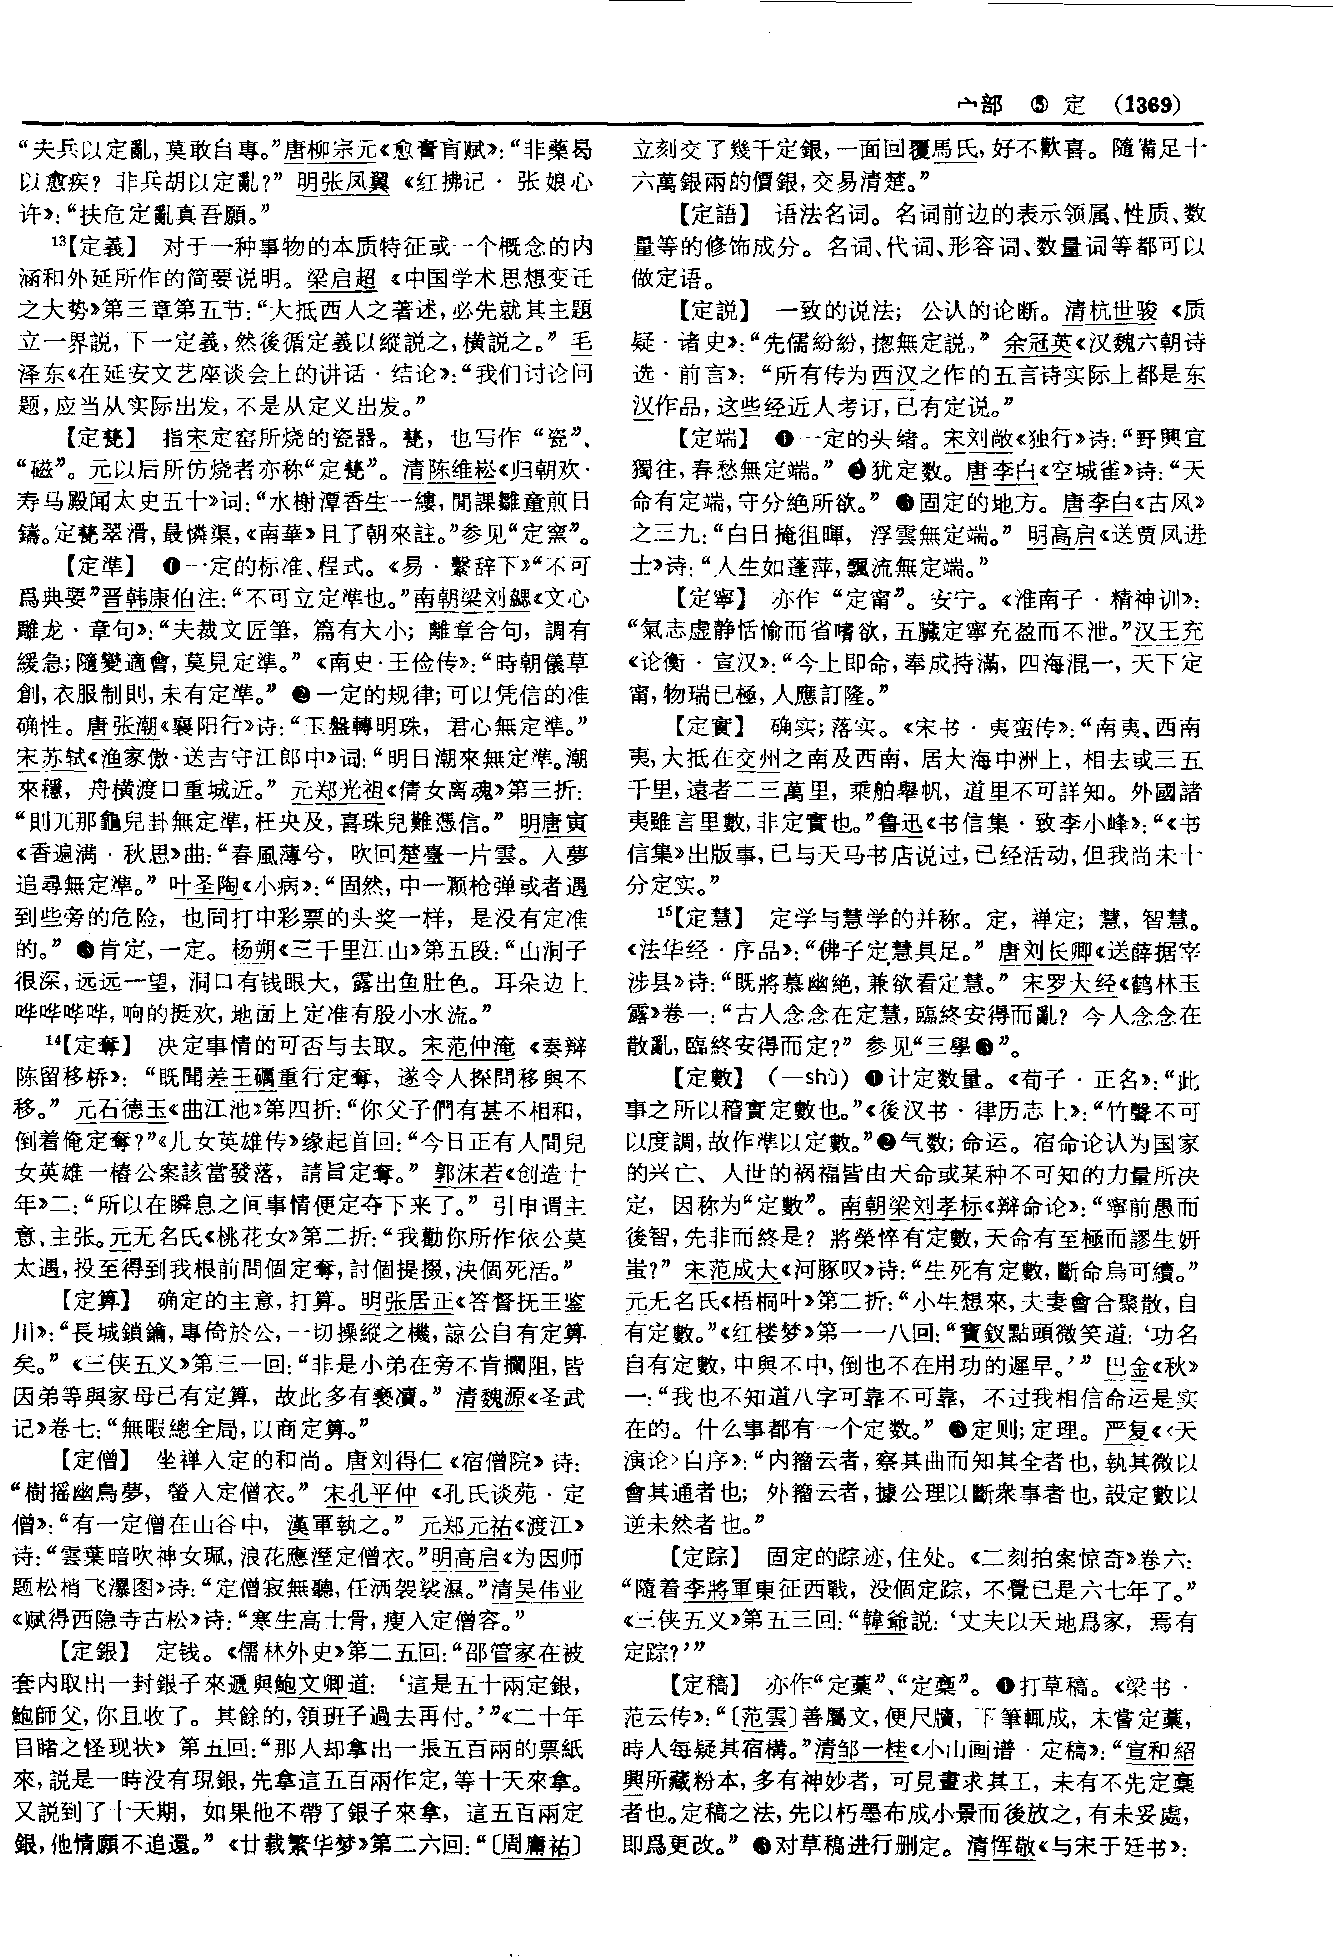 宀部 ⑤ 定 (1369)
“夫兵以定亂，莫敢自專。”唐柳宗元《愈膏肓赋》：“非藥曷
以愈疾？非兵胡以定亂？” 明张凤翼《红拂记·张娘心
许》：“扶危定亂真吾願。”
¹³【定義】 对于一种事物的本质特征或一个概念的内
涵和外延所作的简要说明。梁启超《中国学术思想变迁
之大势》第三章第五节：“大抵西人之著述，必先就其主題
立一界説，下一定義，然後循定義以縱説之，横説之。” 毛
泽东《在延安文艺座谈会上的讲话·结论》：“我们讨论问
题，应当从实际出发，不是从定义出发。”
【定甆】 指宋定窑所烧的瓷器。甆，也写作“瓷”、
“磁”。元以后所仿烧者亦称“定甆”。清陈维崧《归朝欢·
寿马殿闻太史五十》词：“水榭潭香生一縷，閒課雛童煎日
鑄。定甆翠滑，最憐渠，《南華》且了朝來註。”参见“定窯”。
【定準】 ❶一定的标准、程式。《易·繫辞下》“不可
爲典要”晋韩康伯注：“不可立定準也。”南朝梁刘勰《文心
雕龙·章句》：“夫裁文匠筆，篇有大小；離章合句，調有
緩急；隨變適會，莫見定準。”《南史·王俭传》：“時朝儀草
創，衣服制則，未有定準。” ❷一定的规律；可以凭信的准
确性。唐张潮《襄阳行》诗：“玉盤轉明珠，君心無定準。”
宋苏轼《渔家傲·送吉守江郎中》词：“明日潮來無定準。潮
來穩，舟横渡口重城近。” 元郑光祖《倩女离魂》第三折：
“則兀那龜兒卦無定準，枉央及，喜珠兒難憑信。” 明唐寅
《香遍满·秋思》曲：“春風薄兮，吹回楚臺一片雲。入夢
追尋無定準。” 叶圣陶《小病》：“固然，中一颗枪弹或者遇
到些旁的危险，也同打中彩票的头奖一样，是没有定准
的。” ❸肯定，一定。杨朔《三千里江山》第五段：“山洞子
很深，远远一望，洞口有钱眼大，露出鱼肚色。耳朵边上
哗哗哗哗，响的挺欢，地面上定准有股小水流。”
¹⁴【定奪】 决定事情的可否与去取。宋范仲淹《奏辩
陈留移桥》：“既聞差王礪重行定奪，遂令人探問移與不
移。” 元石德玉《曲江池》第四折：“你父子們有甚不相和，
倒着俺定奪？”《儿女英雄传》缘起首回：“今日正有人間兒
女英雄一樁公案該當發落，請旨定奪。” 郭沫若《创造十
年》二：“所以在瞬息之间事情便定夺下来了。” 引申谓主
意、主张。元无名氏《桃花女》第二折：“我勸你所作依公莫
太過，投至得到我根前問個定奪，討個提掇，決個死活。”
【定算】 确定的主意，打算。明张居正《答督抚王鉴
川》：“長城鎖鑰，專倚於公，一切操縱之機，諒公自有定算
矣。”《三侠五义》第三一回：“非是小弟在旁不肯攔阻，皆
因弟等與家母已有定算，故此多有褻瀆。” 清魏源《圣武
记》卷七：“無暇總全局，以商定算。”
【定僧】 坐禅入定的和尚。唐刘得仁《宿僧院》诗：
“樹摇幽鳥夢，螢入定僧衣。” 宋孔平仲《孔氏谈苑·定
僧》：“有一定僧在山谷中，漢軍執之。” 元郑元祐《渡江》
诗：“雲葉暗吹神女珮，浪花應溼定僧衣。”明高启《为因师
题松梢飞瀑图》诗：“定僧寂無聽，任洒袈裟濕。”清吴伟业
《赋得西隐寺古松》诗：“寒生高士骨，瘦入定僧容。”
【定銀】 定钱。《儒林外史》第二五回：“邵管家在被
套内取出一封銀子來遞與鮑文卿道：‘這是五十兩定銀，
鮑師父，你且收了。其餘的，領班子過去再付。’”《二十年
目睹之怪现状》第五回：“那人却拿出一張五百兩的票紙
來，説是一時没有現銀，先拿這五百兩作定，等十天來拿。
又説到了十天期，如果他不帶了銀子來拿，這五百兩定
銀，他情願不追還。”《廿载繁华梦》第二六回：“〔周庸祐〕
立刻交了幾千定銀，一面回覆馬氏，好不歡喜。隨備足十
六萬銀兩的價銀，交易清楚。”
【定語】 语法名词。名词前边的表示领属、性质、数
量等的修饰成分。名词、代词、形容词、数量词等都可以
做定语。
【定説】 一致的说法；公认的论断。清杭世骏《质
疑·诸史》：“先儒紛紛，揔無定説。” 余冠英《汉魏六朝诗
选·前言》：“所有传为西汉之作的五言诗实际上都是东
汉作品，这些经近人考订，已有定说。”
【定端】 ❶一定的头绪。宋刘敞《独行》诗：“野興宜
獨往，春愁無定端。” ❷犹定数。唐李白《空城雀》诗：“天
命有定端，守分絶所欲。” ❸固定的地方。唐李白《古风》
之三九：“白日掩徂暉，浮雲無定端。” 明高启《送贾凤进
士》诗：“人生如蓬萍，飄流無定端。”
【定寧】 亦作“定甯”。安宁。《淮南子·精神训》：
“氣志虚静恬愉而省嗜欲，五臟定寧充盈而不泄。”汉王充
《论衡·宣汉》：“今上即命，奉成持滿，四海混一，天下定
甯，物瑞已極，人應訂隆。”
【定實】 确实；落实。《宋书·夷蛮传》：“南夷、西南
夷，大抵在交州之南及西南，居大海中洲上，相去或三五
千里，遠者二三萬里，乘舶舉帆，道里不可詳知。外國諸
夷雖言里數，非定實也。”鲁迅《书信集·致李小峰》：“《书
信集》出版事，已与天马书店说过，已经活动，但我尚未十
分定实。”
¹⁵【定慧】 定学与慧学的并称。定，禅定；慧，智慧。
《法华经·序品》：“佛子定慧具足。” 唐刘长卿《送薛据宰
涉县》诗：“既將慕幽絶，兼欲看定慧。” 宋罗大经《鹤林玉
露》卷一：“古人念念在定慧，臨終安得而亂？今人念念在
散亂，臨終安得而定？” 参见“三學❸”。
【定數】 （—shù）❶计定数量。《荀子·正名》：“此
事之所以稽實定數也。”《後汉书·律历志上》：“竹聲不可
以度調，故作準以定數。”❷气数；命运。宿命论认为国家
的兴亡、人世的祸福皆由天命或某种不可知的力量所决
定，因称为“定數”。南朝梁刘孝标《辩命论》：“寧前愚而
後智，先非而終是？將榮悴有定數，天命有至極而謬生妍
蚩？” 宋范成大《河豚叹》诗：“生死有定數，斷命烏可續。”
元无名氏《梧桐叶》第二折：“小生想來，夫妻會合聚散，自
有定數。”《红楼梦》第一一八回：“寶釵點頭微笑道：‘功名
自有定數，中與不中，倒也不在用功的遲早。’” 巴金《秋》
一：“我也不知道八字可靠不可靠，不过我相信命运是实
在的。什么事都有一个定数。” ❸定则；定理。严复《〈天
演论〉自序》：“内籀云者，察其曲而知其全者也，執其微以
會其通者也；外籀云者，據公理以斷衆事者也，設定數以
逆未然者也。”
【定踪】 固定的踪迹，住处。《二刻拍案惊奇》卷六：
“隨着李將軍東征西戰，没個定踪，不覺已是六七年了。”
《三侠五义》第五三回：“韓爺説：‘丈夫以天地爲家，焉有
定踪？’”
【定稿】 亦作“定藁”、“定稾”。❶打草稿。《梁书·
范云传》：“〔范雲〕善屬文，便尺牘，下筆輒成，未嘗定藁，
時人每疑其宿構。”清邹一桂《小山画谱·定稿》：“宣和紹
興所藏粉本，多有神妙者，可見畫求其工，未有不先定稾
者也。定稿之法，先以朽墨布成小景而後放之，有未妥處，
即爲更改。” ❷对草稿进行删定。清恽敬《与宋于廷书》：